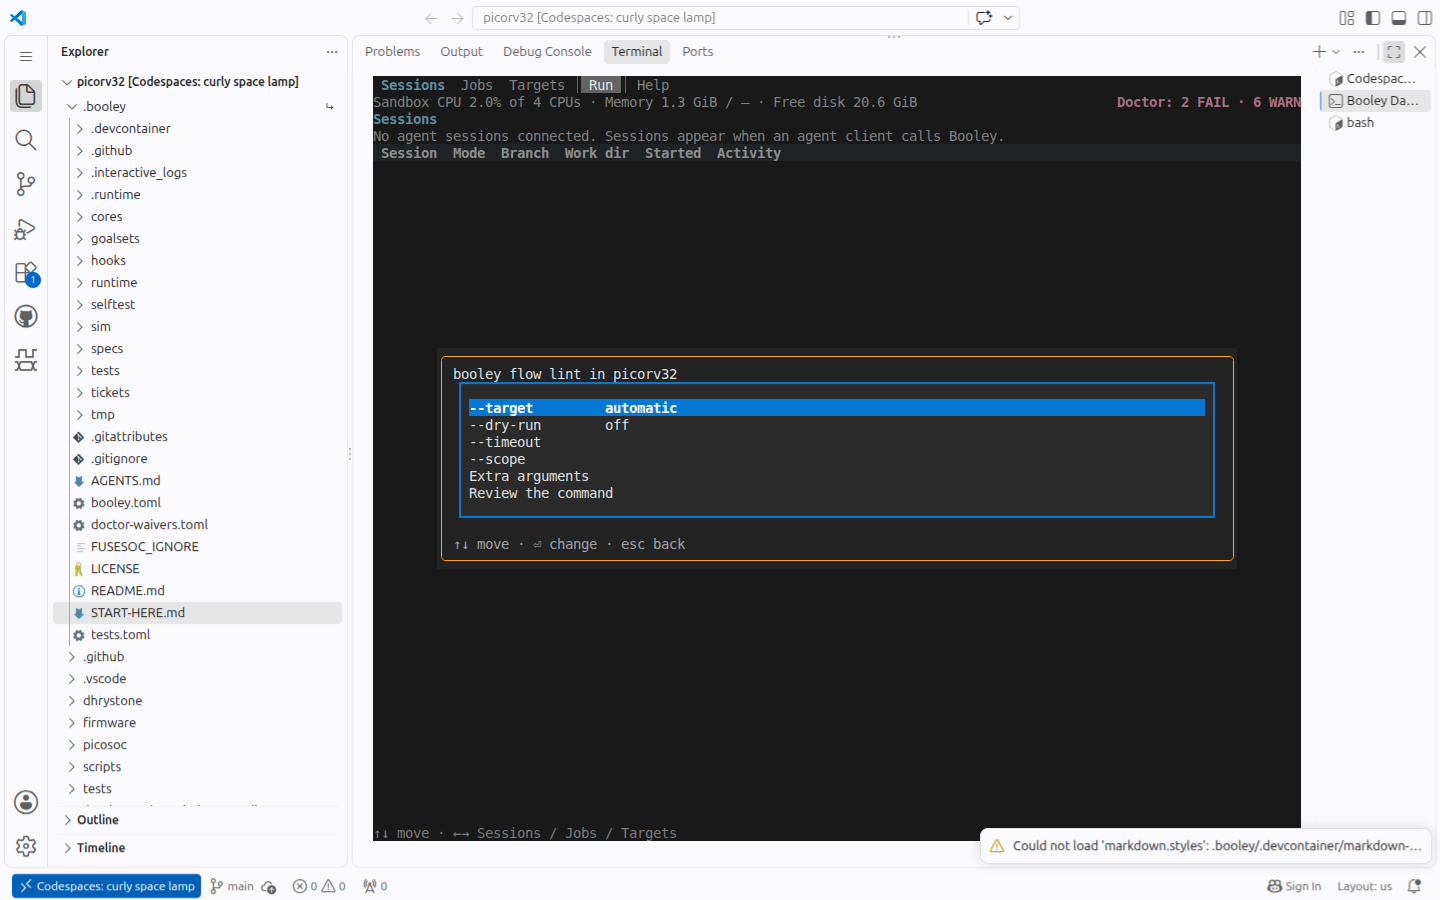 picorv32 [Codespaces: curly space lamp]
Explorer
picorv32 [Codespaces: curly space lamp]
.booley
.devcontainer
.github
.interactive_logs
.runtime
cores
goalsets
hooks
runtime
selftest
sim
specs
tests
tickets
tmp
.gitattributes
.gitignore
AGENTS.md
booley.toml
doctor-waivers.toml
FUSESOC_IGNORE
LICENSE
README.md
START-HERE.md
tests.toml
.github
.vscode
dhrystone
firmware
picosoc
scripts
tests
Outline
Timeline
1
Problems Output Debug Console Terminal Ports
Sessions Jobs Targets Run Help
Sandbox CPU 2.0% of 4 CPUs · Memory 1.3 GiB / — · Free disk 20.6 GiB Doctor: 2 FAIL · 6 WARN
Sessions
No agent sessions connected. Sessions appear when an agent client calls Booley.
Session Mode Branch Work dir Started Activity
booley flow lint in picorv32
--target automatic
--dry-run off
--timeout
--scope
Extra arguments
Review the command
↑↓ move · ⏎ change · esc back
↑↓ move · ←→ Sessions / Jobs / Targets
Codespac...
Booley Da...
bash
Could not load 'markdown.styles': .booley/.devcontainer/markdown-...
Codespaces: curly space lamp main 0 0 0 Sign In Layout: us